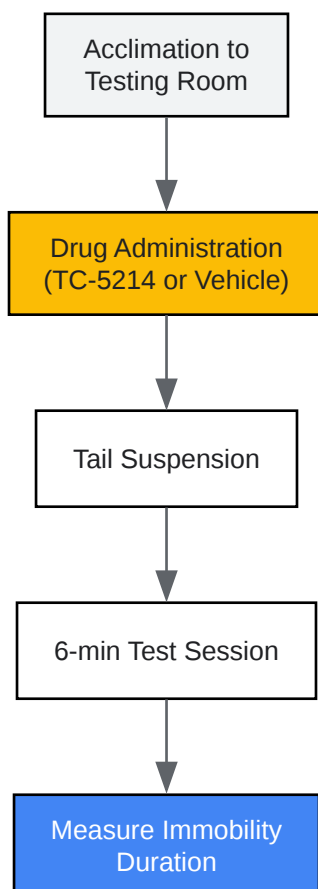 Acclimation to
Testing Room
Drug Administration
(TC-5214 or Vehicle)
Tail Suspension
6-min Test Session
Measure Immobility
Duration